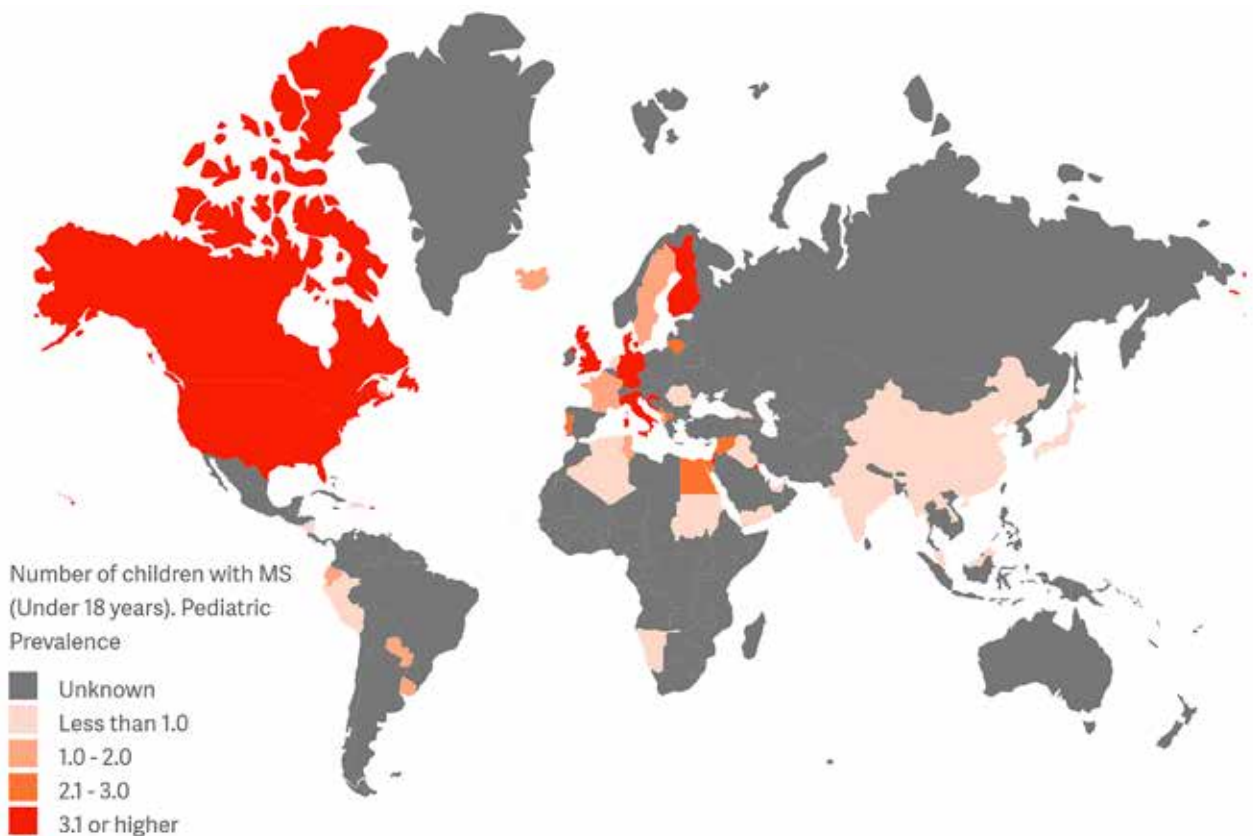 Number of children with MS
(Under 18 years). Pediatric
Prevalence
Unknown
Less than 1.0
1.0 - 2.0
2.1 - 3.0
3.1 or higher